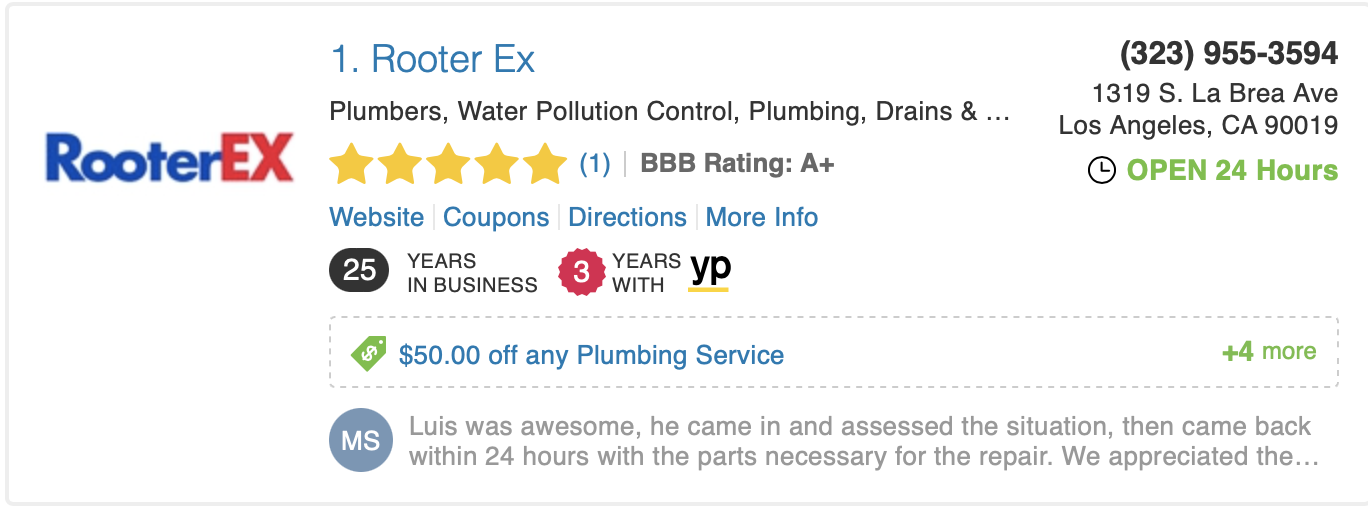 RooterEX
1. Rooter Ex
Plumbers, Water Pollution Control, Plumbing, Drains & ...
(1) BBB Rating: A+
Website Coupons Directions More Info
25 YEARS
IN BUSINESS
3 YEARS
WITH yp
(323) 955-3594
1319 S. La Brea Ave
Los Angeles, CA 90019
OPEN 24 Hours
$ $50.00 off any Plumbing Service +4 more
MS
Luis was awesome, he came in and assessed the situation, then came back
within 24 hours with the parts necessary for the repair. We appreciated the...